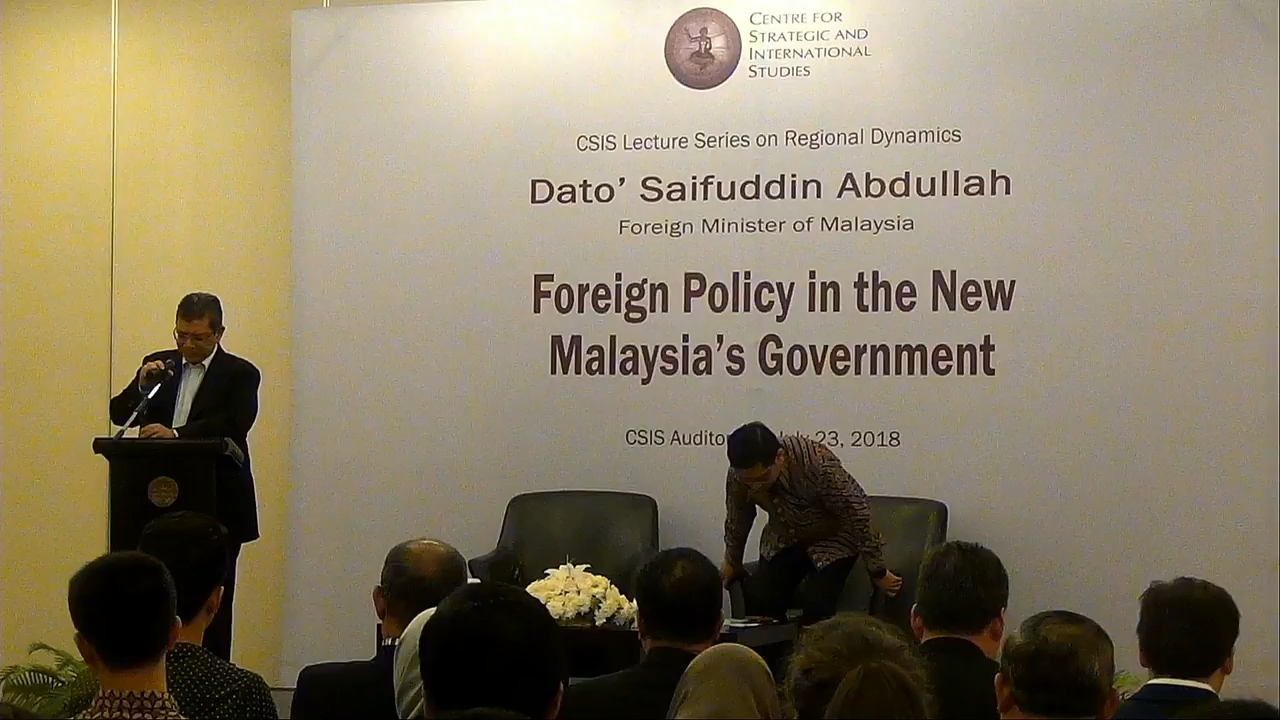 CENTRE FOR
STRATEGIC AND
INTERNATIONAL
STUDIES
CSIS Lecture Series on Regional Dynamics
Dato' Saifuddin Abdullah
Foreign Minister of Malaysia
Foreign Policy in the New
Malaysia's Government
CSIS 23, 2018